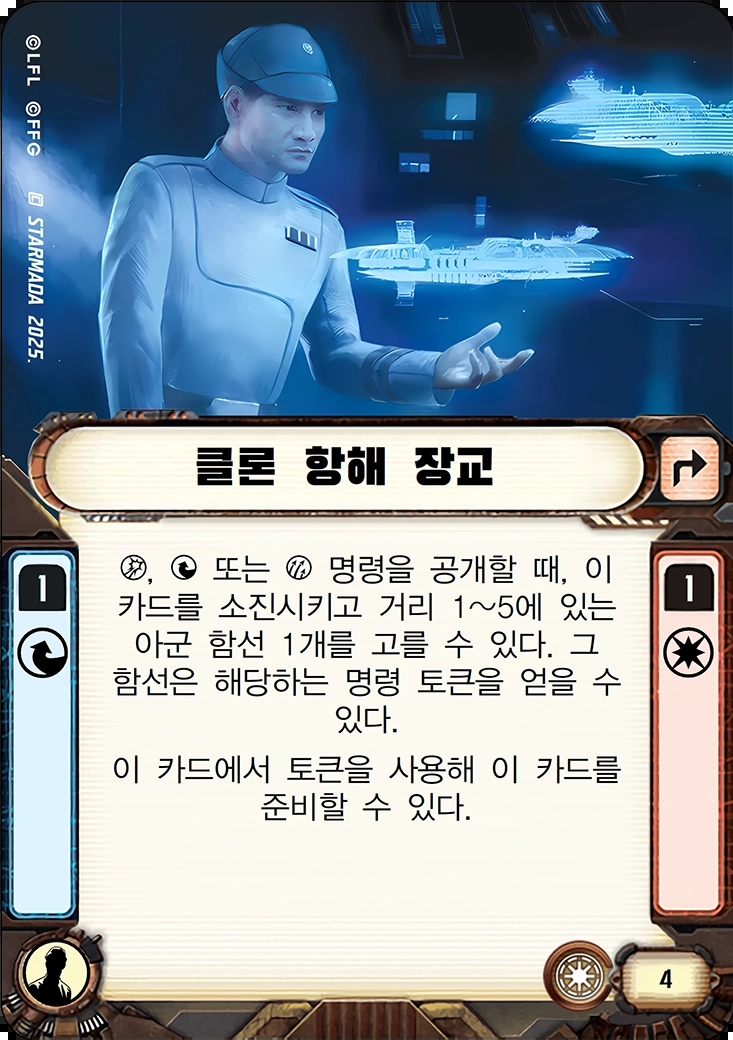 ©LFL ©FFG STARMADA 2025.
클론 항해 장교
, 또는 명령을 공개할 때, 이
카드를 소진시키고 거리 1~5에 있는
아군 함선 1개를 고를 수 있다. 그
함선은 해당하는 명령 토큰을 얻을 수
있다.
이 카드에서 토큰을 사용해 이 카드를
준비할 수 있다.
1
1
4